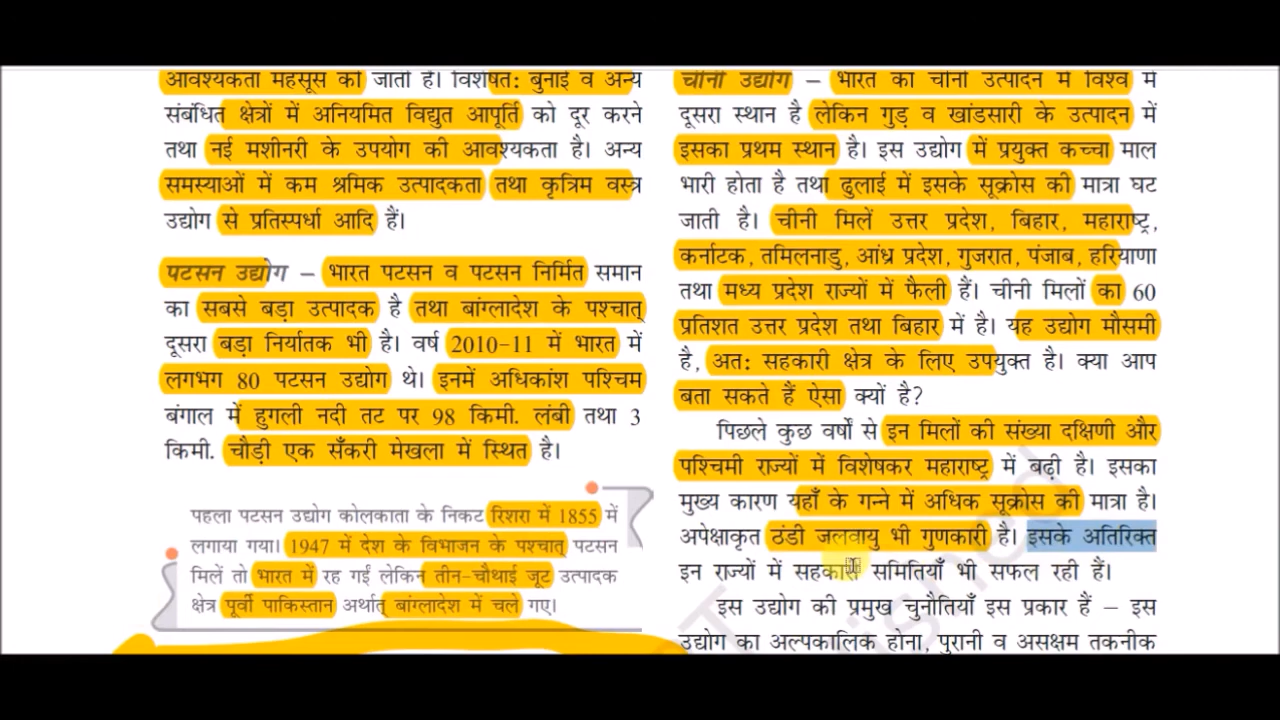 आवश्यकता महसूस की जाती है। विशेषत: बुनाई व अन्य
संबंधित क्षेत्रों में अनियमित विद्युत आपूर्ति को दूर करने
तथा नई मशीनरी के उपयोग की आवश्यकता है। अन्य
समस्याओं में कम श्रमिक उत्पादकता तथा कृत्रिम वस्त्र
उद्योग से प्रतिस्पर्धा आदि हैं।
पटसन उद्योग – भारत पटसन व पटसन निर्मित समान
का सबसे बड़ा उत्पादक है तथा बांग्लादेश के पश्चात्
दूसरा बड़ा निर्यातक भी है। वर्ष 2010-11 में भारत में
लगभग 80 पटसन उद्योग थे। इनमें अधिकांश पश्चिम
बंगाल में हुगली नदी तट पर 98 किमी. लंबी तथा 3
किमी. चौड़ी एक सँकरी मेखला में स्थित है।
पहला पटसन उद्योग कोलकाता के निकट रिशरा में 1855 में
लगाया गया। 1947 में देश के विभाजन के पश्चात् पटसन
मिलें तो भारत में रह गईं लेकिन तीन-चौथाई जूट उत्पादक
क्षेत्र पूर्वी पाकिस्तान अर्थात् बांग्लादेश में चले गए।
चीनी उद्योग – भारत का चीनी उत्पादन में विश्व में
दूसरा स्थान है लेकिन गुड़ व खांडसारी के उत्पादन में
इसका प्रथम स्थान है। इस उद्योग में प्रयुक्त कच्चा माल
भारी होता है तथा ढुलाई में इसके सूक्रोस की मात्रा घट
जाती है। चीनी मिलें उत्तर प्रदेश, बिहार, महाराष्ट्र,
कर्नाटक, तमिलनाडु, आंध्र प्रदेश, गुजरात, पंजाब, हरियाणा
तथा मध्य प्रदेश राज्यों में फैली हैं। चीनी मिलों का 60
प्रतिशत उत्तर प्रदेश तथा बिहार में है। यह उद्योग मौसमी
है, अत: सहकारी क्षेत्र के लिए उपयुक्त है। क्या आप
बता सकते हैं ऐसा क्यों है?
पिछले कुछ वर्षों से इन मिलों की संख्या दक्षिणी और
पश्चिमी राज्यों में विशेषकर महाराष्ट्र में बढ़ी है। इसका
मुख्य कारण यहाँ के गन्ने में अधिक सूक्रोस की मात्रा है।
अपेक्षाकृत ठंडी जलवायु भी गुणकारी है। इसके अतिरिक्त
इन राज्यों में सहकारी समितियाँ भी सफल रही हैं।
इस उद्योग की प्रमुख चुनौतियाँ इस प्रकार हैं – इस
उद्योग का अल्पकालिक होना, पुरानी व असक्षम तकनीक